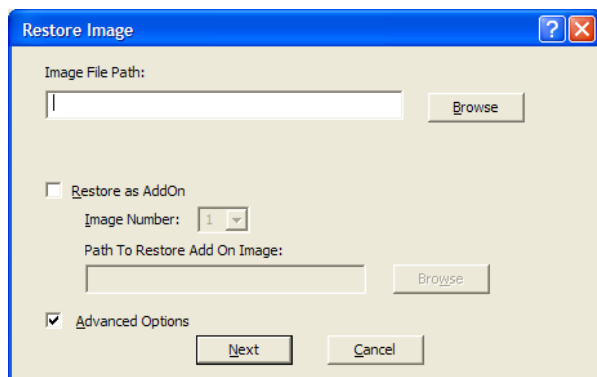 Restore Image
Image File Path:
Browse
Restore as AddOn
Image Number: 1
Path To Restore Add On Image:
Browse
Advanced Options
Next Cancel